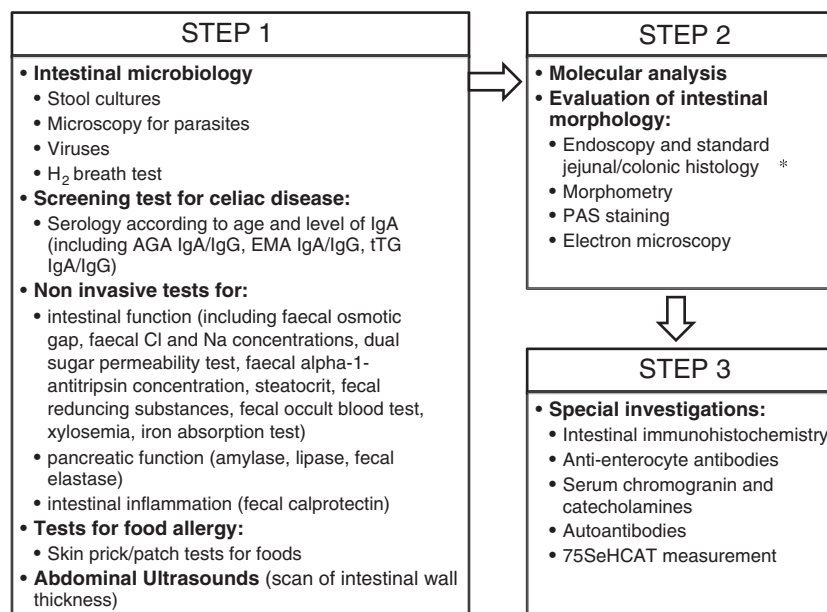 STEP 1
• Intestinal microbiology
• Stool cultures
• Microscopy for parasites
• Viruses
• H2 breath test
• Screening test for celiac disease:
• Serology according to age and level of IgA
(including AGA IgA/IgG, EMA IgA/IgG, tTG
IgA/IgG)
• Non invasive tests for:
• intestinal function (including faecal osmotic
gap, faecal Cl and Na concentrations, dual
sugar permeability test, faecal alpha-1-
antitripsin concentration, steatocrit, fecal
reduncing substances, fecal occult blood test,
xylosemia, iron absorption test)
• pancreatic function (amylase, lipase, fecal
elastase)
• intestinal inflammation (fecal calprotectin)
• Tests for food allergy:
• Skin prick/patch tests for foods
• Abdominal Ultrasounds (scan of intestinal wall
thickness)
STEP 2
• Molecular analysis
• Evaluation of intestinal
morphology:
• Endoscopy and standard
jejunal/colonic histology *
• Morphometry
• PAS staining
• Electron microscopy
STEP 3
• Special investigations:
• Intestinal immunohistochemistry
• Anti-enterocyte antibodies
• Serum chromogranin and
catecholamines
• Autoantibodies
• 75SeHCAT measurement